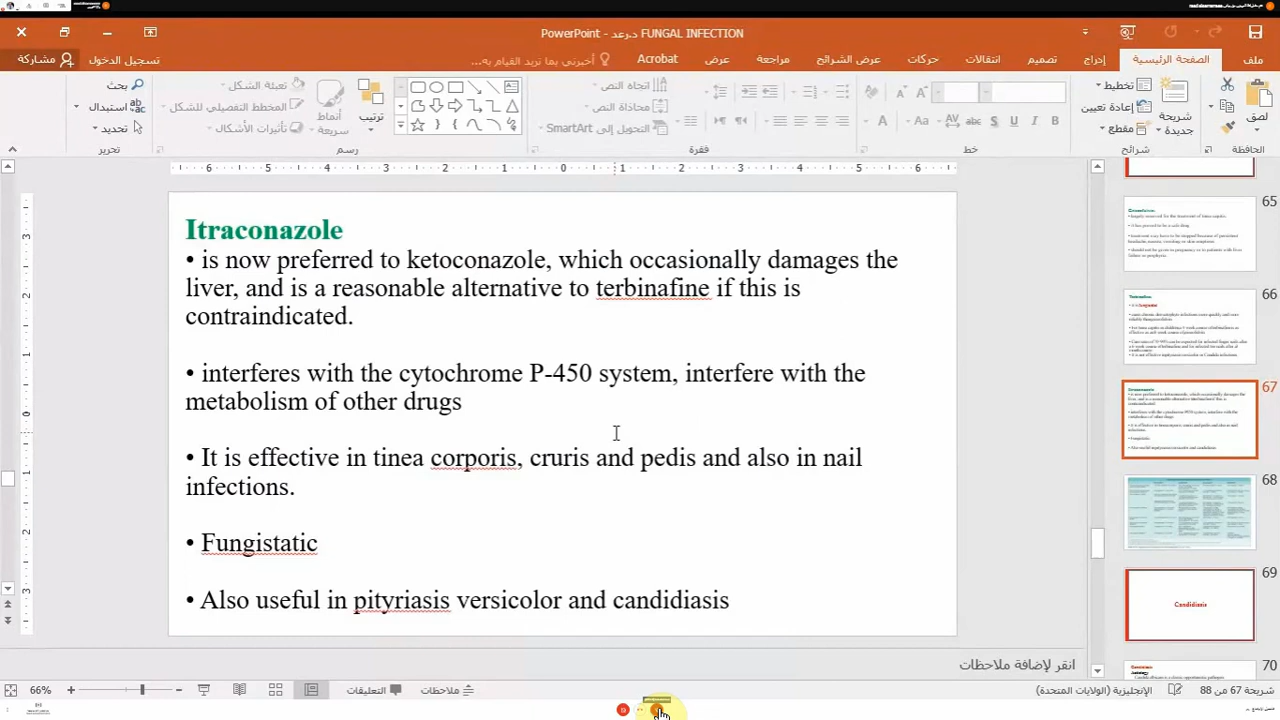 PowerPoint - د.رعد FUNGAL INFECTION
ملف
الصفحة الرئيسية
إدراج
تصميم
انتقالات
حركات
عرض الشرائح
مراجعة
عرض
Acrobat
أخبرني بما تريد القيام به...
تسجيل الدخول
مشاركة
لصق
الحافظة
شريحة جديدة
تخطيط
إعادة تعيين
مقطع
شرائح
خط
اتجاه النص
محاذاة النص
التحويل إلى SmartArt
فقرة
ترتيب
أنماط سريعة
تعبئة الشكل
المخطط التفصيلي للشكل
تأثيرات الأشكال
رسم
بحث
استبدال
تحديد
تحرير
Itraconazole
• is now preferred to ketoconazole, which occasionally damages the
liver, and is a reasonable alternative to terbinafine if this is
contraindicated.
• interferes with the cytochrome P-450 system, interfere with the
metabolism of other drugs
• It is effective in tinea corporis, cruris and pedis and also in nail
infections.
• Fungistatic
• Also useful in pityriasis versicolor and candidiasis
65
66
67
68
69
Candidiasis
70
انقر لإضافة ملاحظات
شريحة 67 من 88
الإنجليزية (الولايات المتحدة)
ملاحظات
التعليقات
66%